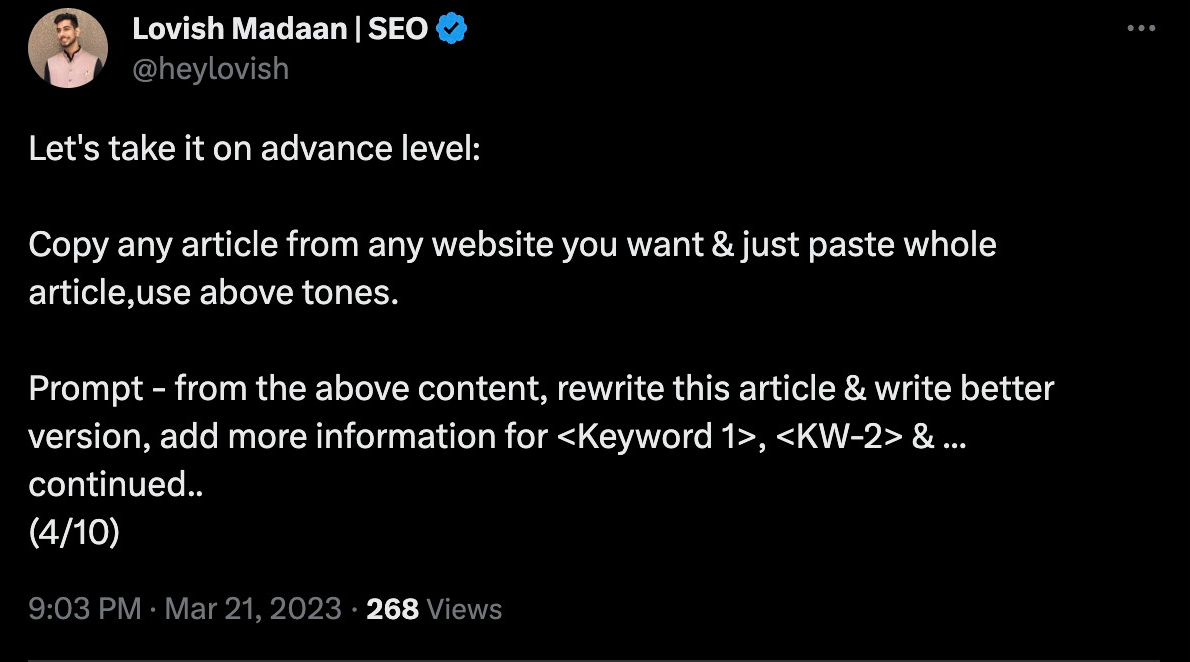 Lovish Madaan | SEO
@heylovish
Let's take it on advance level:
Copy any article from any website you want & just paste whole
article,use above tones.
Prompt - from the above content, rewrite this article & write better
version, add more information for <Keyword 1>, <KW-2> & ...
continued..
(4/10)
9:03 PM · Mar 21, 2023 · 268 Views